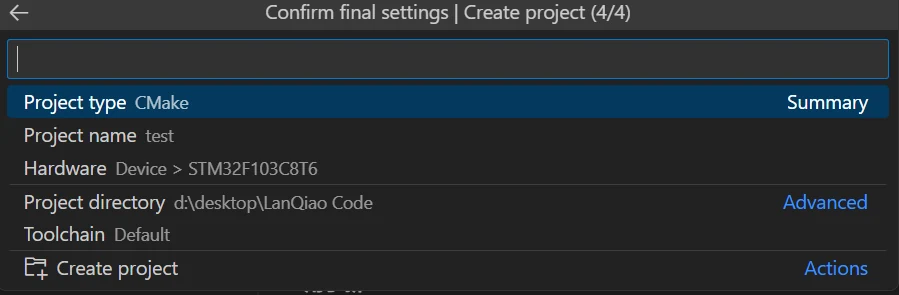 Confirm final settings | Create project (4/4)
Project type CMake Summary
Project name test
Hardware Device > STM32F103C8T6
Project directory d:\desktop\LanQiao Code Advanced
Toolchain Default
Create project Actions